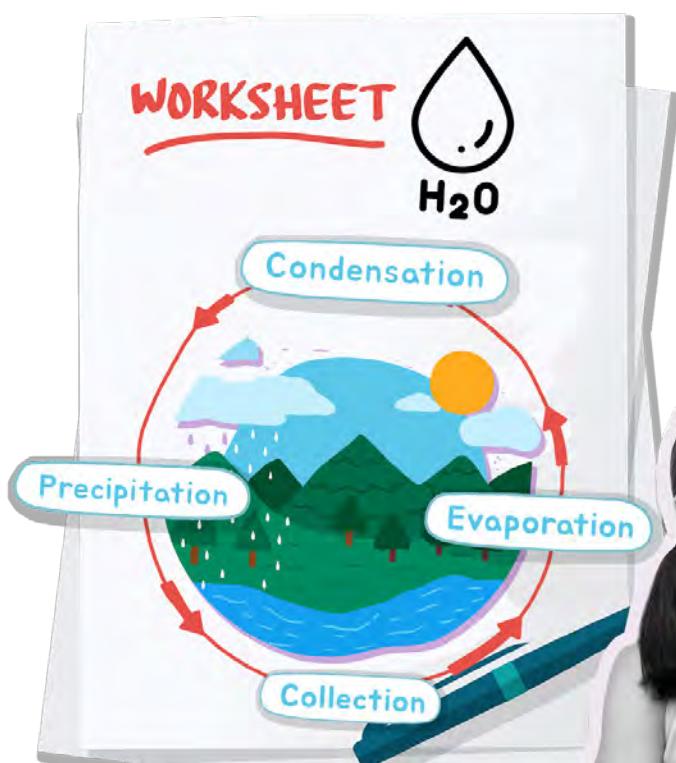 WORKSHEET
H2O
Condensation
Precipitation
Evaporation
Collection